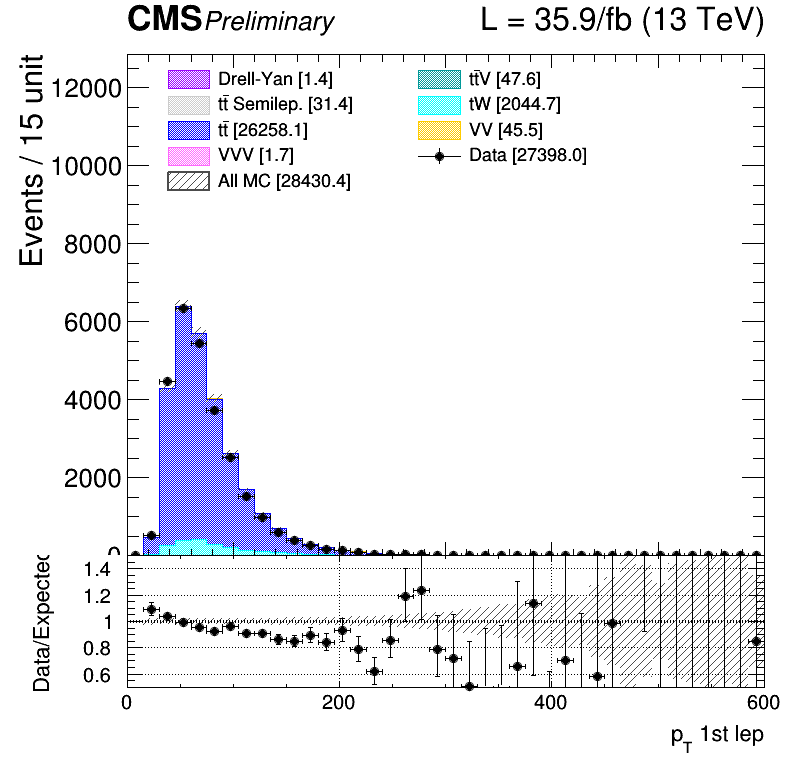 CMS Preliminary L = 35.9/fb (13 TeV)
Events / 15 unit
12000
10000
8000
6000
4000
2000
0
Drell-Yan [1.4]
tt̄ Semilep. [31.4]
tt̄ [26258.1]
VVV [1.7]
All MC [28430.4]
tt̄V [47.6]
tW [2044.7]
VV [45.5]
Data [27398.0]
Data/Expected
1.4
1.2
1
0.8
0.6
0 200 400 600
p_T 1st lep